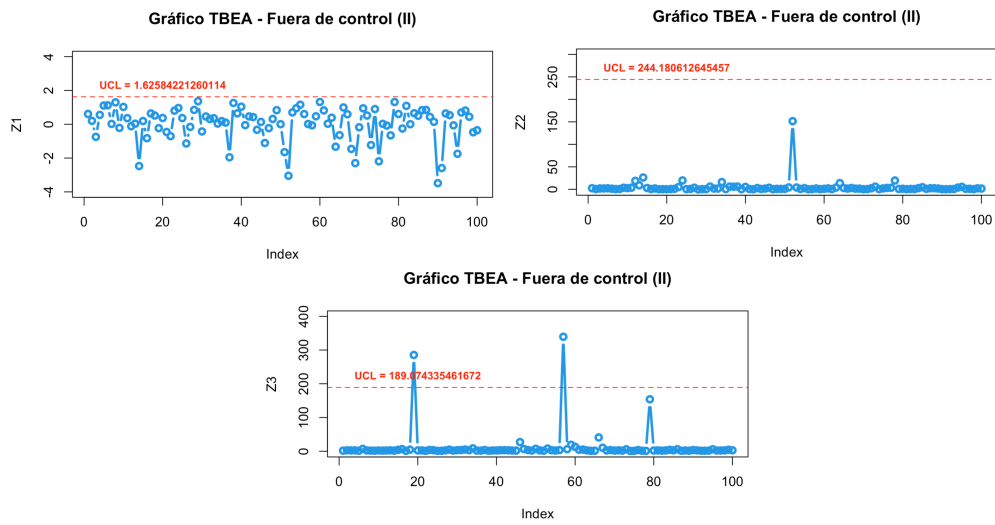 Gráfico TBEA - Fuera de control (II)
UCL = 1.62584221260114
Z1
4
2
0
-2
-4
0 20 40 60 80 100
Index
Gráfico TBEA - Fuera de control (II)
UCL = 244.180612645457
Z2
250
150
50
0
0 20 40 60 80 100
Index
Gráfico TBEA - Fuera de control (II)
UCL = 189.074335461672
Z3
400
300
200
100
0
0 20 40 60 80 100
Index